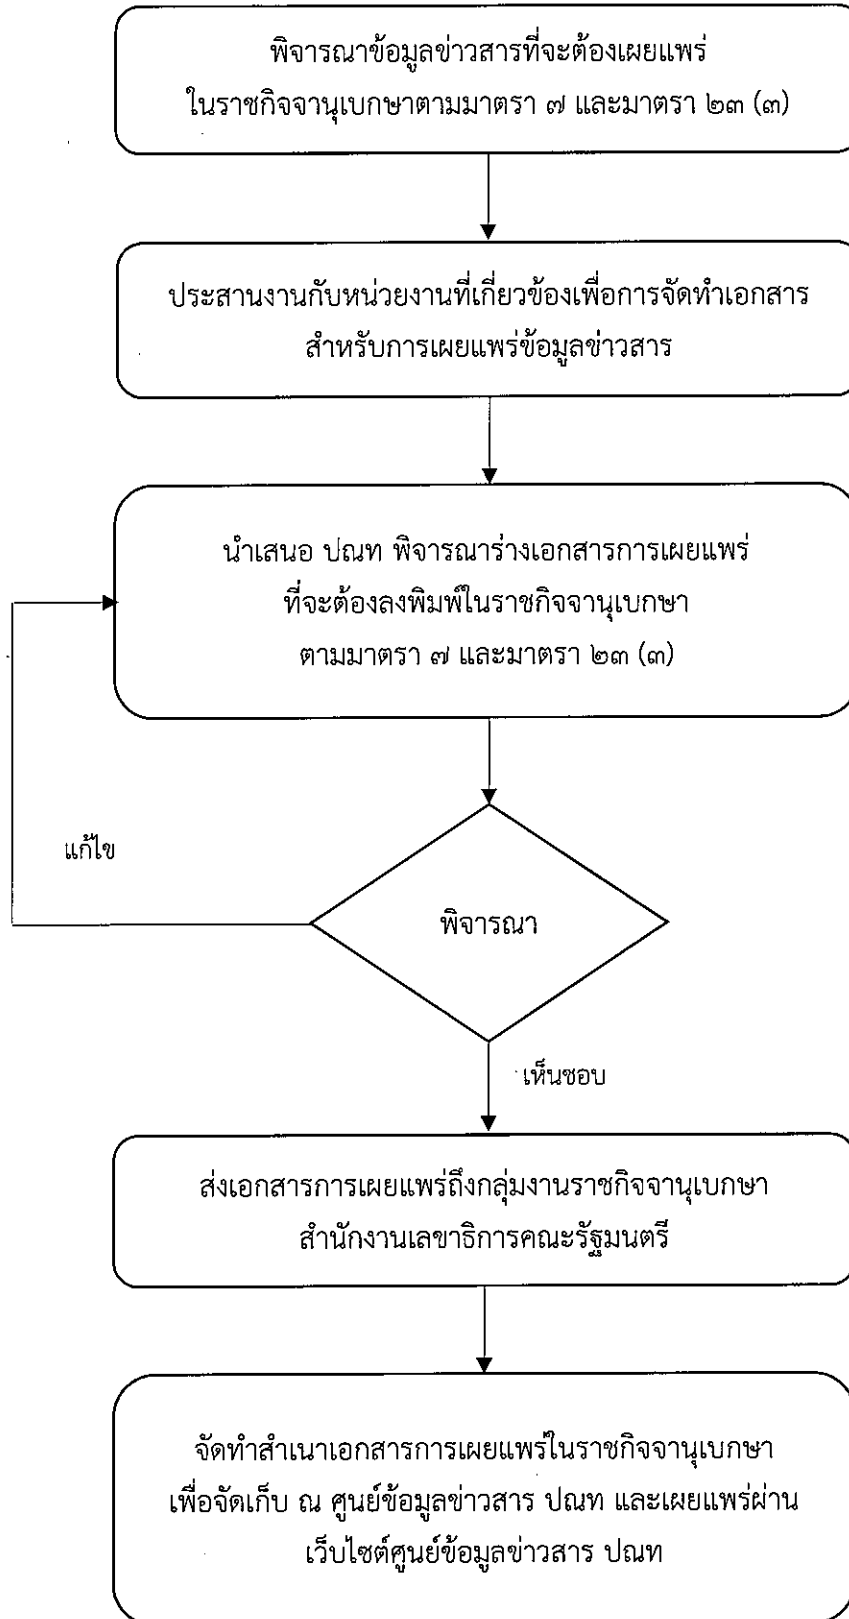 พิจารณาข้อมูลข่าวสารที่จะต้องเผยแพร่
ในราชกิจจานุเบกษาตามมาตรา ๗ และมาตรา ๒๓ (๓)
ประสานงานกับหน่วยงานที่เกี่ยวข้องเพื่อการจัดทำเอกสาร
สำหรับการเผยแพร่ข้อมูลข่าวสาร
นำเสนอ ปณท พิจารณาร่างเอกสารการเผยแพร่
ที่จะต้องลงพิมพ์ในราชกิจจานุเบกษา
ตามมาตรา ๗ และมาตรา ๒๓ (๓)
แก้ไข
พิจารณา
เห็นชอบ
ส่งเอกสารการเผยแพร่ถึงกลุ่มงานราชกิจจานุเบกษา
สำนักงานเลขาธิการคณะรัฐมนตรี
จัดทำสำเนาเอกสารการเผยแพร่ในราชกิจจานุเบกษา
เพื่อจัดเก็บ ณ ศูนย์ข้อมูลข่าวสาร ปณท และเผยแพร่ผ่าน
เว็บไซต์ศูนย์ข้อมูลข่าวสาร ปณท